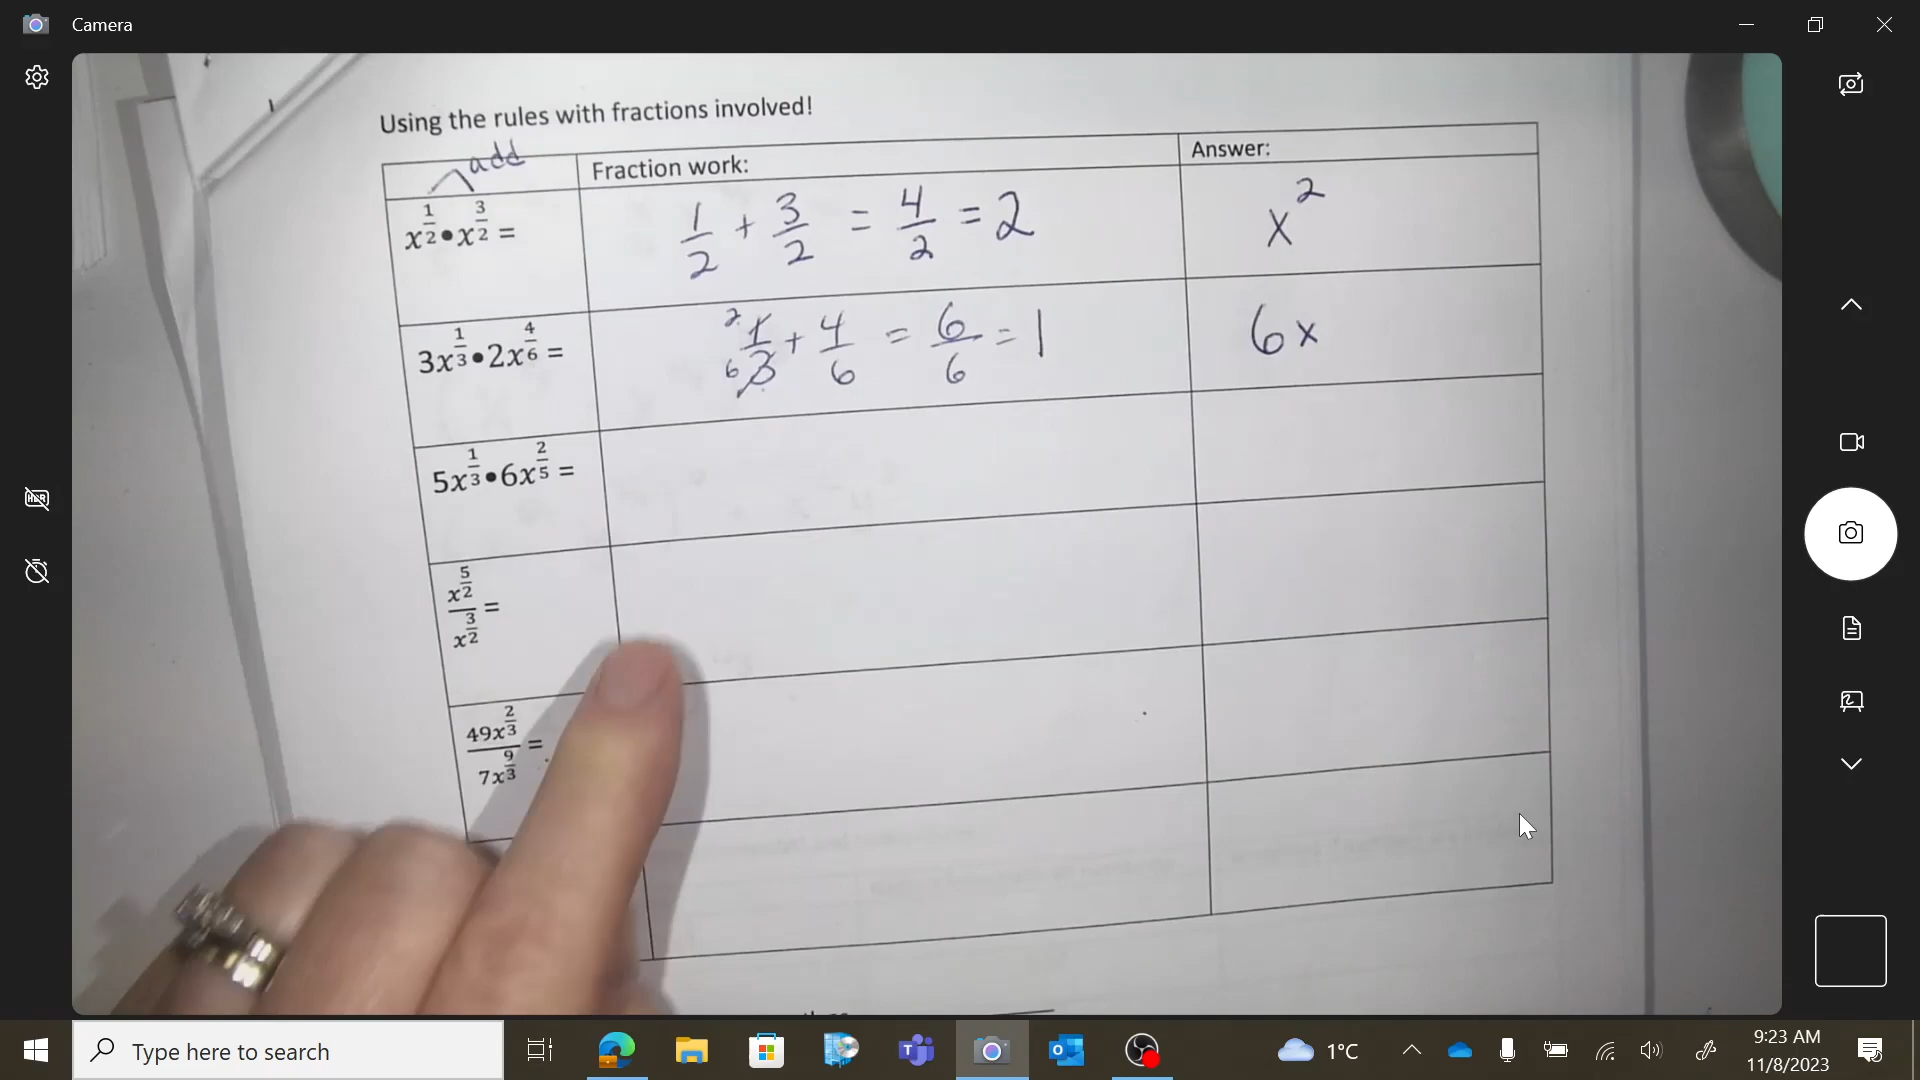 Camera
Using the rules with fractions involved!
add
Fraction work:
Answer:
x^(1/2) • x^(3/2) =
1/2 + 3/2 = 4/2 = 2
x^2
3x^(1/3) • 2x^(4/6) =
2 1/3 6 + 4/6 = 6/6 = 1
6x
5x^(1/3) • 6x^(2/5) =
x^(5/2) / x^(3/2) =
49x^(2/3) / 7x^(9/3) =
Type here to search
1°C
9:23 AM
11/8/2023